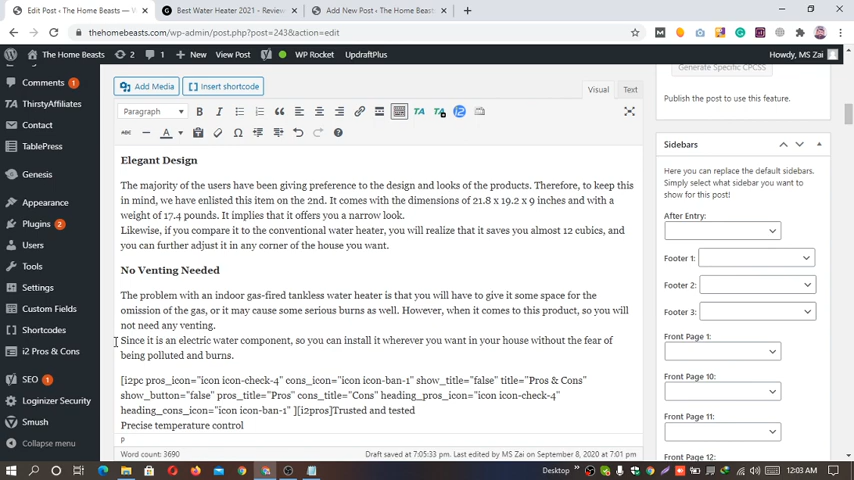 Edit Post ‹ The Home Beasts — W
Best Water Heater 2021 - Review
Add New Post ‹ The Home Beasts
thehomebeasts.com/wp-admin/post.php?post=243&action=edit
The Home Beasts
2
1
New
View Post
WP Rocket
UpdraftPlus
Howdy, MS Zai
Comments 1
ThirstyAffiliates
Contact
TablePress
Genesis
Appearance
Plugins 2
Users
Tools
Settings
Custom Fields
Shortcodes
i2 Pros & Cons
SEO 1
Loginizer Security
Smush
Collapse menu
Add Media
Insert shortcode
Visual
Text
Paragraph
B
I
TA
TA
ABC
A
Elegant Design
The majority of the users have been giving preference to the design and looks of the products. Therefore, to keep this
in mind, we have enlisted this item on the 2nd. It comes with the dimensions of 21.8 x 19.2 x 9 inches and with a
weight of 17.4 pounds. It implies that it offers you a narrow look.
Likewise, if you compare it to the conventional water heater, you will realize that it saves you almost 12 cubics, and
you can further adjust it in any corner of the house you want.
No Venting Needed
The problem with an indoor gas-fired tankless water heater is that you will have to give it some space for the
omission of the gas, or it may cause some serious burns as well. However, when it comes to this product, so you will
not need any venting.
Since it is an electric water component, so you can install it wherever you want in your house without the fear of
being polluted and burns.
[i2pc pros_icon="icon icon-check-4" cons_icon="icon icon-ban-1" show_title="false" title="Pros & Cons"
show_button="false" pros_title="Pros" cons_title="Cons" heading_pros_icon="icon icon-check-4"
heading_cons_icon="icon icon-ban-1" ][i2pros]Trusted and tested
Precise temperature control
P
Word count: 3690
Draft saved at 7:05:33 pm. Last edited by MS Zai on September 8, 2020 at 7:01 pm
Generate Specific CPCSS
Publish the post to use this feature.
Sidebars
Here you can replace the default sidebars.
Simply select what sidebar you want to
show for this post!
After Entry:
Footer 1:
Footer 2:
Footer 3:
Front Page 1:
Front Page 10:
Front Page 11:
Front Page 12:
Desktop
12:03 AM